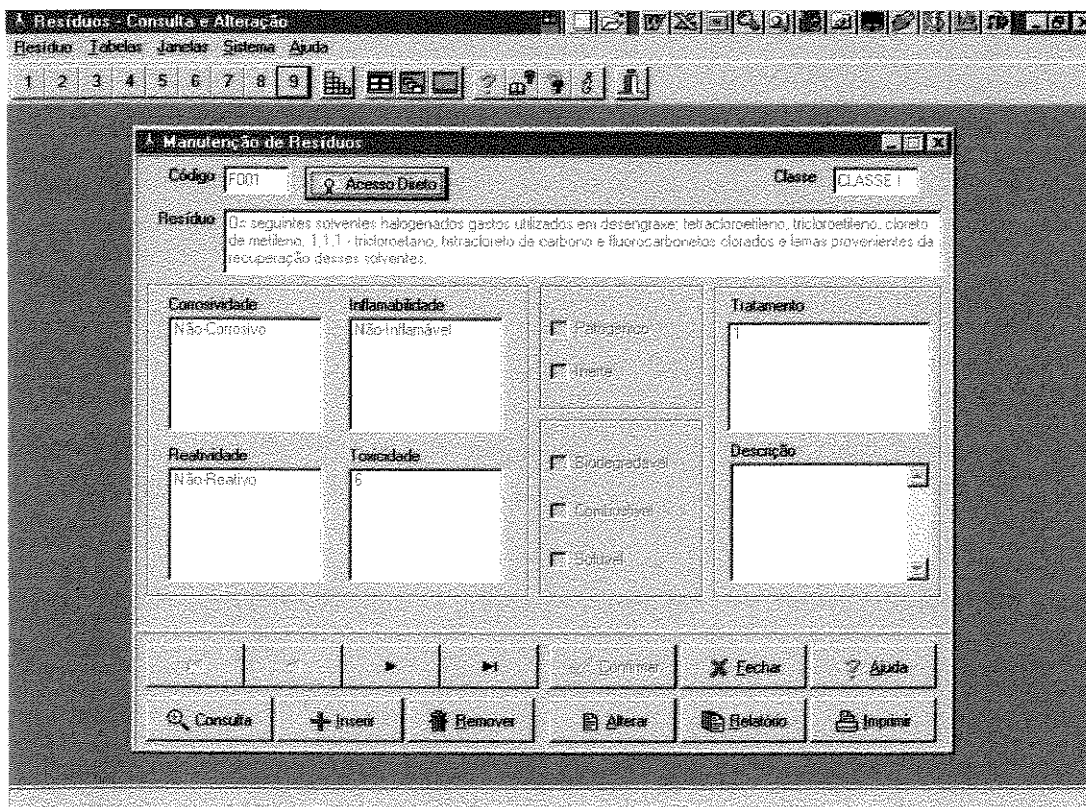 Resíduos - Consulta e Alteração
Resíduo Tabelas Janelas Sistema Ajuda
1 2 3 4 5 6 7 8 9
Manutenção de Resíduos
Código F001 Acesso Direto Classe CLASSE I
Resíduo Os seguintes solventes halogenados gastos utilizados em desengraxe: tetracloroetileno, tricloroetileno, cloreto
de metileno, 1,1,1 - tricloroetano, tetracloreto de carbono e fluorocarbonetos clorados e lamas provenientes da
recuperação desses solventes.
Corrosividade Inflamabilidade Tratamento
Não-Corrosivo Não-Inflamável Patogênico 1
Inerte
Reatividade Toxicidade Descrição
Não-Reativo 6 Biodegradável
Combustível
Solúvel
Confirmar Fechar Ajuda
Consulta Inserir Remover Alterar Relatório Imprimir